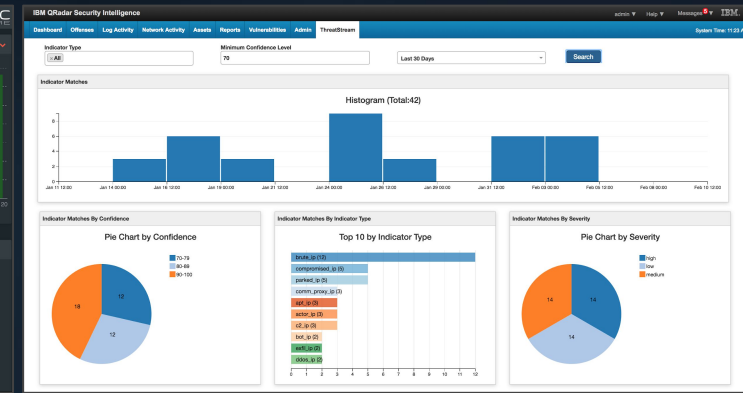 IBM QRadar Security Intelligence
admin ▼ Help ▼ Messages 5 ▼ IBM.
Dashboard Offenses Log Activity Network Activity Assets Reports Vulnerabilities Admin ThreatStream
System Time: 11:23 A
Indicator Type
×All
Minimum Confidence Level
70
Last 30 Days
Search
Indicator Matches
Histogram (Total:42)
8
6
4
2
0
Jan 11 12:00 Jan 14 00:00 Jan 16 12:00 Jan 19 00:00 Jan 21 12:00 Jan 24 00:00 Jan 26 12:00 Jan 29 00:00 Jan 31 12:00 Feb 03 00:00 Feb 05 12:00 Feb 08 00:00 Feb 10 12:00
20
Indicator Matches By Confidence
Pie Chart by Confidence
70-79
80-89
90-100
12
18
12
Indicator Matches By Indicator Type
Top 10 by Indicator Type
brute_ip (12)
compromised_ip (5)
parked_ip (5)
comm_proxy_ip (3)
apt_ip (3)
actor_ip (3)
c2_ip (3)
bot_ip (2)
exfil_ip (2)
ddos_ip (2)
0 1 2 3 4 5 6 7 8 9 10 11 12
Indicator Matches By Severity
Pie Chart by Severity
high
low
medium
14
14
14